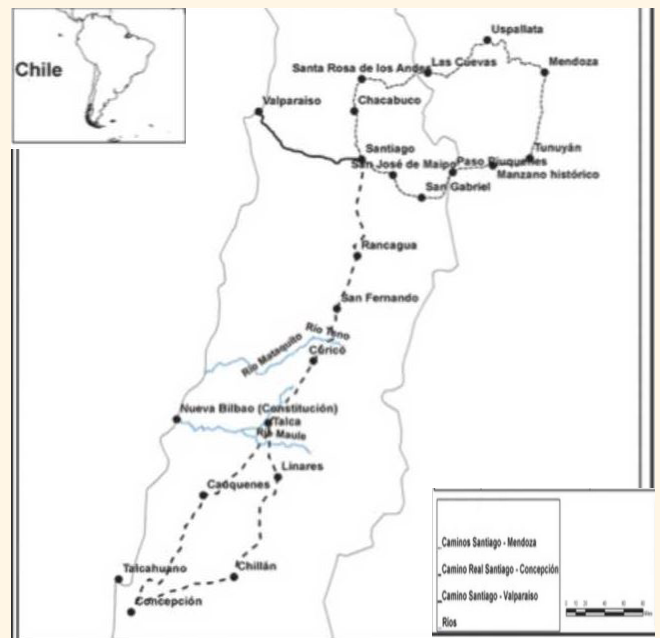 Chile
Uspallata
Santa Rosa de los Andes
Las Cuevas
Mendoza
Valparaiso
Chacabuco
Santiago
Tunuyán
San José de Maipo
Paso Piuquenes
Manzano histórico
San Gabriel
Rancagua
San Fernando
Río Teno
Río Mataquito
Curicó
Nueva Bilbao (Constitución)
Talca
Río Maule
Linares
Cauquenes
Talcahuano
Chillán
Concepción
Caminos Santiago - Mendoza
Camino Real Santiago - Concepción
Camino Santiago - Valparaiso
Ríos